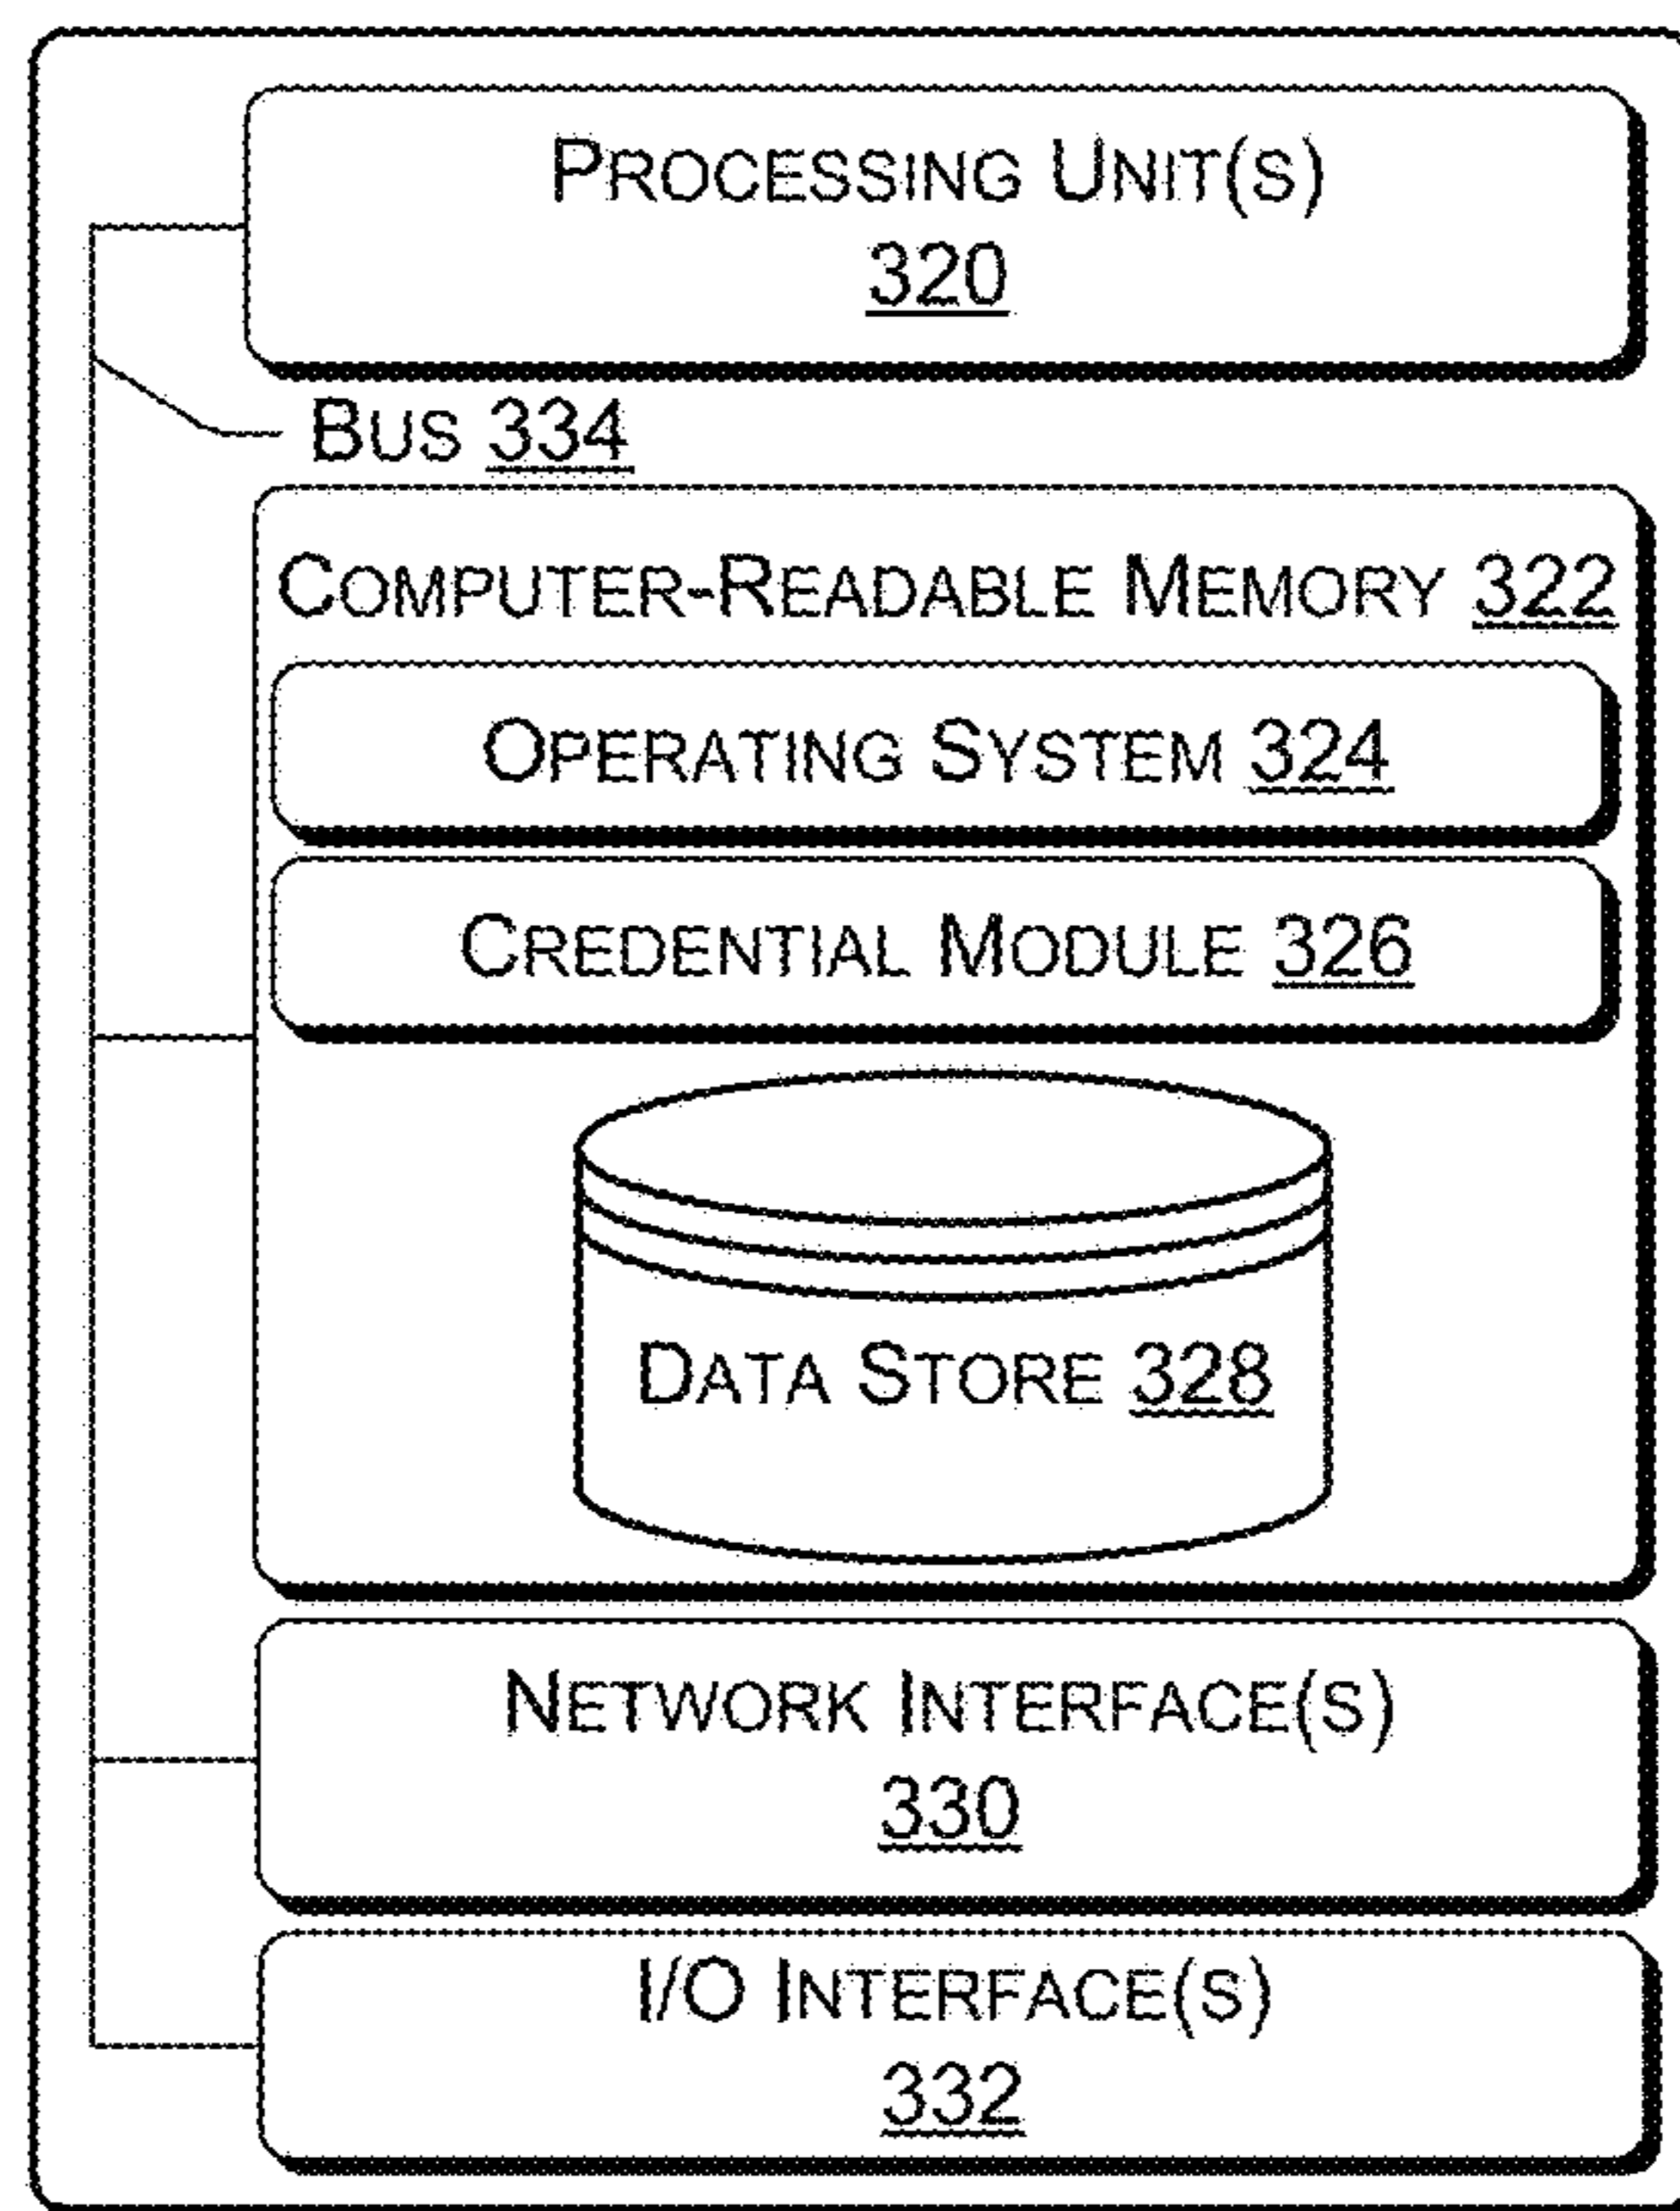 PROCESSING UNIT(S)
320
BUS 334
COMPUTER-READABLE MEMORY 322
OPERATING SYSTEM 324
CREDENTIAL MODULE 326
DATA STORE 328
NETWORK INTERFACE(S)
330
I/O INTERFACE(S)
332